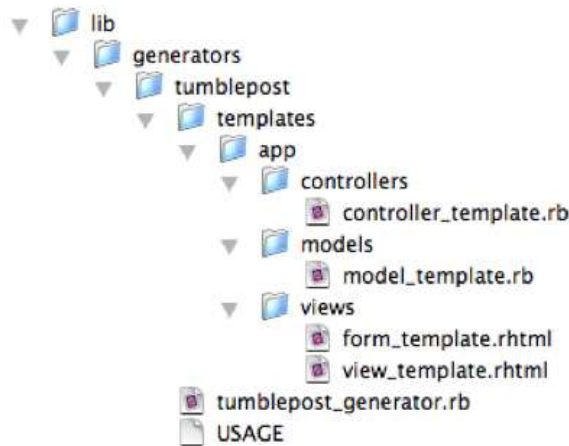 lib
generators
tumblepost
templates
app
controllers
controller_template.rb
models
model_template.rb
views
form_template.rhtml
view_template.rhtml
tumblepost_generator.rb
USAGE